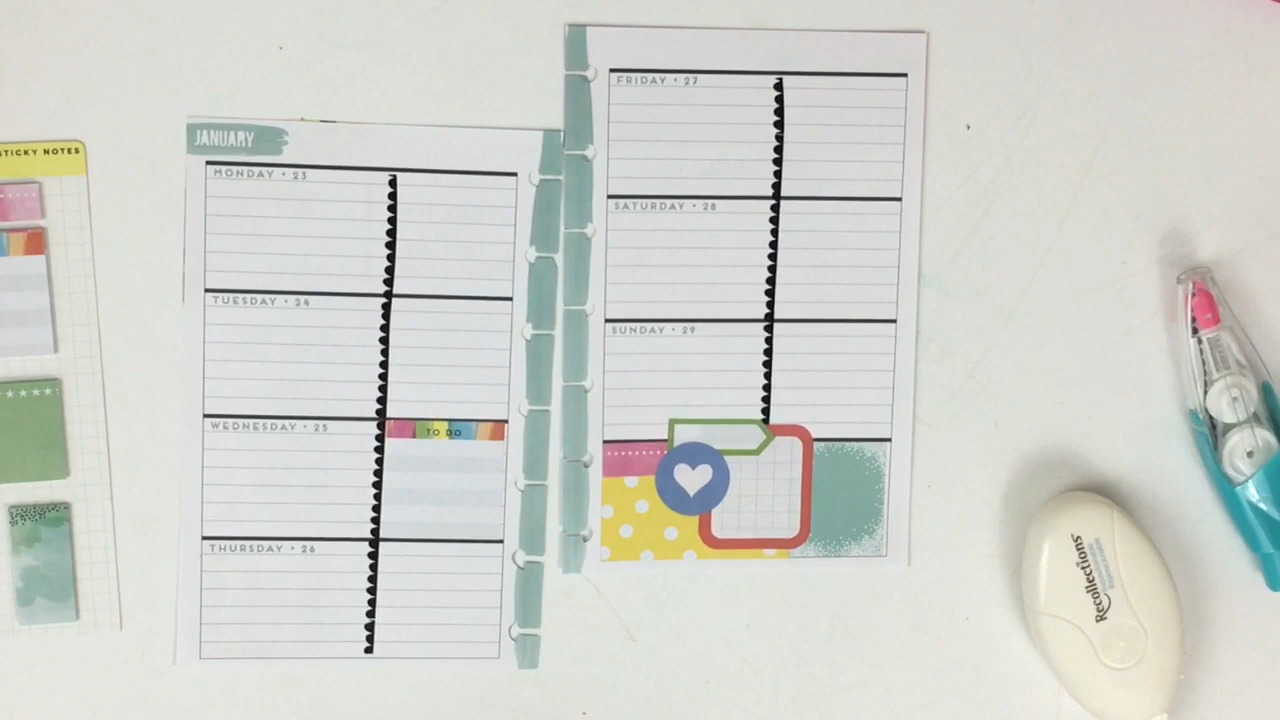 STICKY NOTES
JANUARY
MONDAY • 23
TUESDAY • 24
WEDNESDAY • 25
TO DO
THURSDAY • 26
FRIDAY • 27
SATURDAY • 28
SUNDAY • 29
Recollections